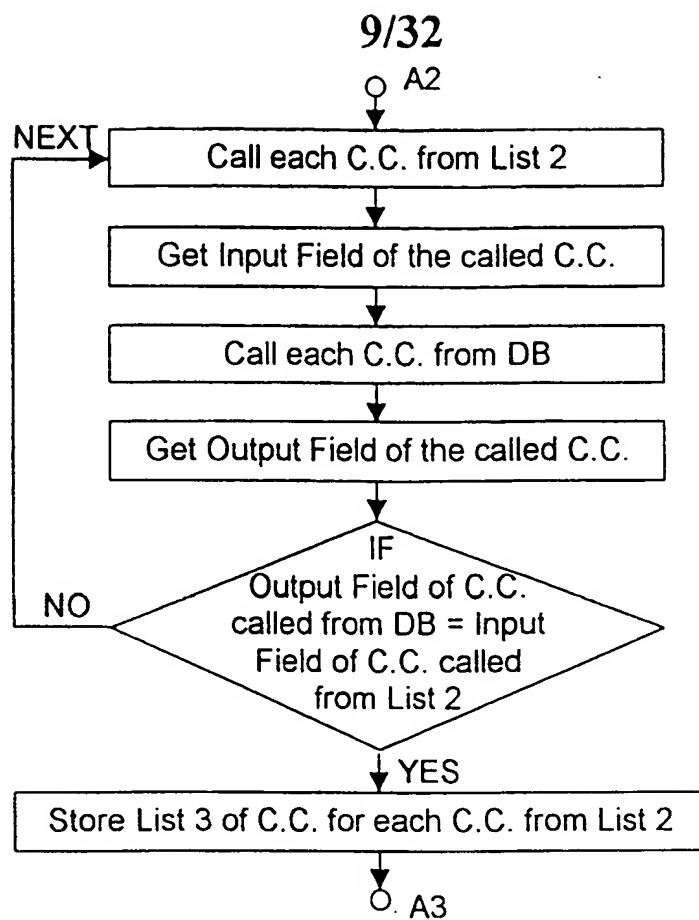 9/32
A2
NEXT
Call each C.C. from List 2
Get Input Field of the called C.C.
Call each C.C. from DB
Get Output Field of the called C.C.
IF
Output Field of C.C.
called from DB = Input
Field of C.C. called
from List 2
NO
YES
Store List 3 of C.C. for each C.C. from List 2
A3